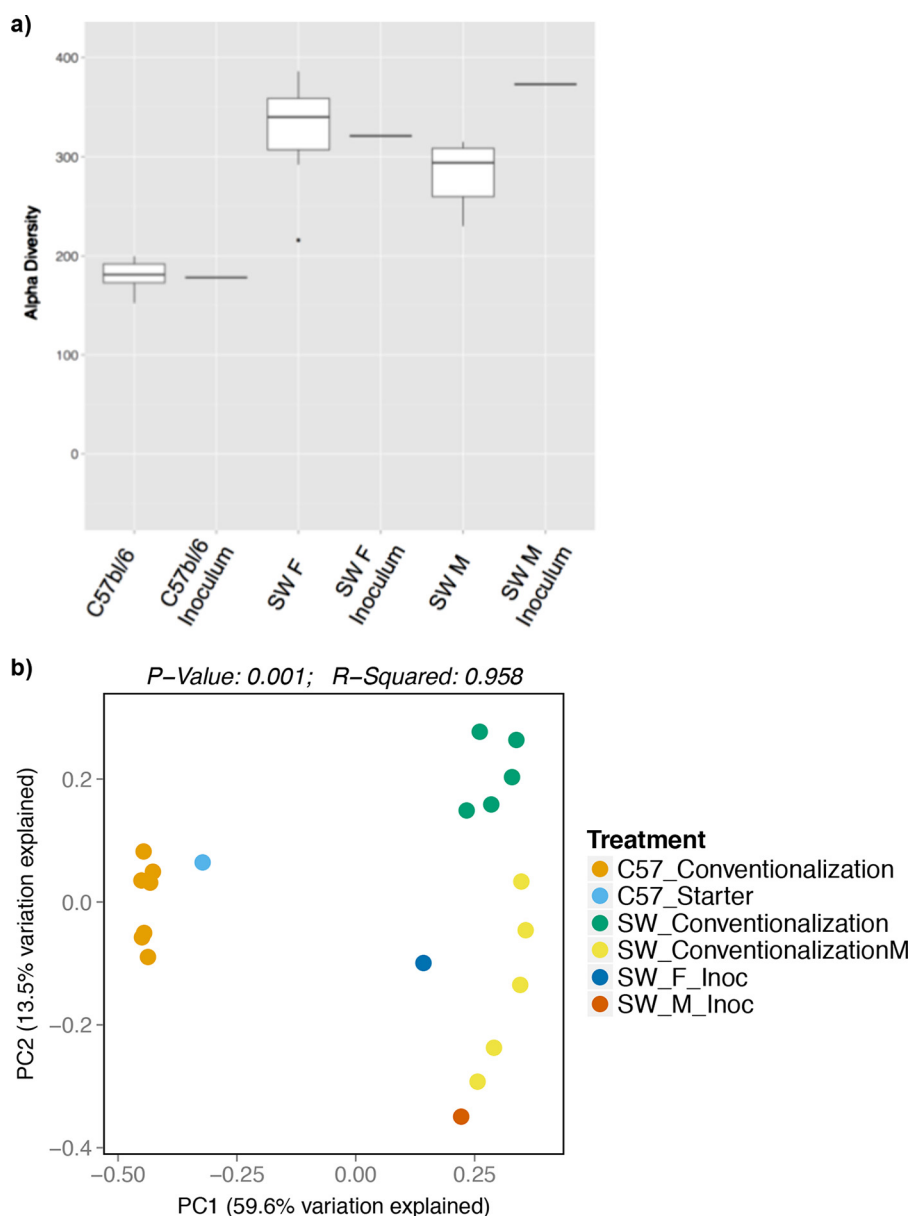 a)
400
300
200
100
0
Alpha Diversity
C57bl/6
C57bl/6
Inoculum
SW F
SW F
Inoculum
SW M
SW M
Inoculum
b)
P−Value: 0.001; R−Squared: 0.958
0.2
0.0
−0.2
−0.4
PC2 (13.5% variation explained)
−0.50
−0.25
0.00
0.25
PC1 (59.6% variation explained)
Treatment
C57_Conventionalization
C57_Starter
SW_Conventionalization
SW_ConventionalizationM
SW_F_Inoc
SW_M_Inoc